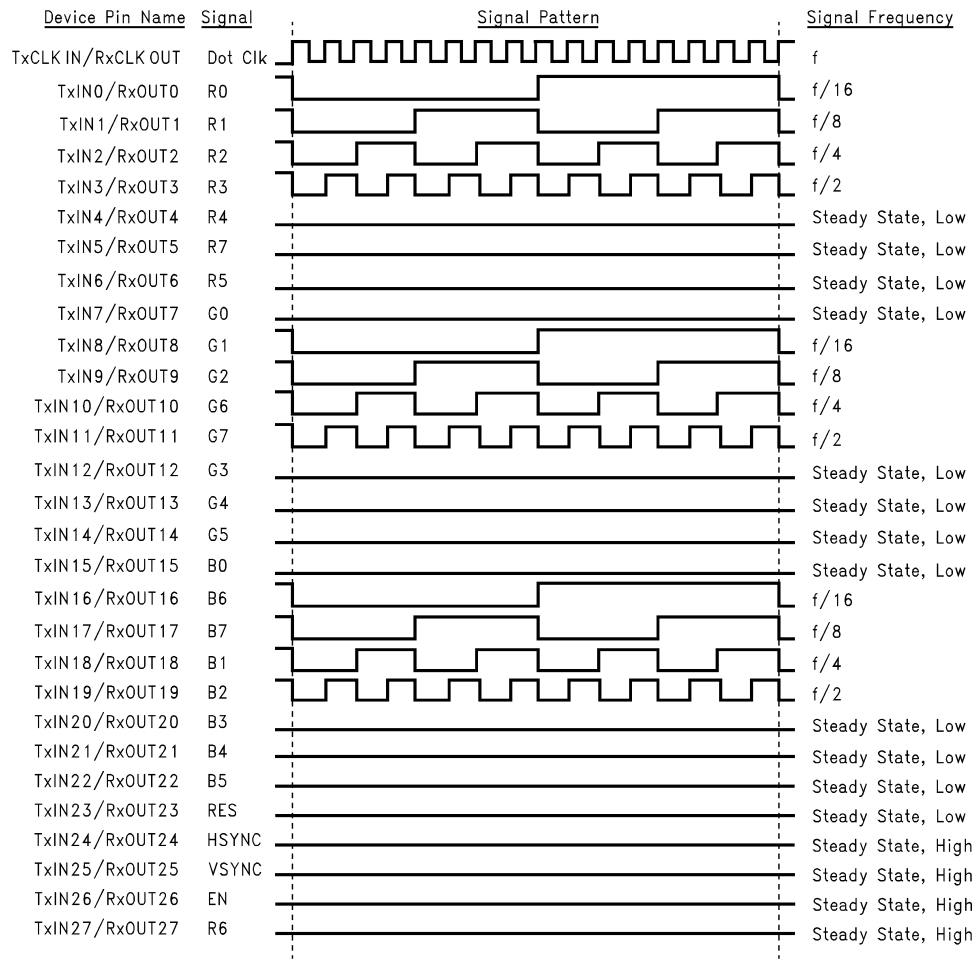 Device Pin Name Signal Signal Pattern Signal Frequency
TxCLK IN/RxCLK OUT Dot Clk f
TxIN0/RxOUT0 R0 f/16
TxIN1/RxOUT1 R1 f/8
TxIN2/RxOUT2 R2 f/4
TxIN3/RxOUT3 R3 f/2
TxIN4/RxOUT4 R4 Steady State, Low
TxIN5/RxOUT5 R7 Steady State, Low
TxIN6/RxOUT6 R5 Steady State, Low
TxIN7/RxOUT7 G0 Steady State, Low
TxIN8/RxOUT8 G1 f/16
TxIN9/RxOUT9 G2 f/8
TxIN10/RxOUT10 G6 f/4
TxIN11/RxOUT11 G7 f/2
TxIN12/RxOUT12 G3 Steady State, Low
TxIN13/RxOUT13 G4 Steady State, Low
TxIN14/RxOUT14 G5 Steady State, Low
TxIN15/RxOUT15 B0 Steady State, Low
TxIN16/RxOUT16 B6 f/16
TxIN17/RxOUT17 B7 f/8
TxIN18/RxOUT18 B1 f/4
TxIN19/RxOUT19 B2 f/2
TxIN20/RxOUT20 B3 Steady State, Low
TxIN21/RxOUT21 B4 Steady State, Low
TxIN22/RxOUT22 B5 Steady State, Low
TxIN23/RxOUT23 RES Steady State, Low
TxIN24/RxOUT24 HSYNC Steady State, High
TxIN25/RxOUT25 VSYNC Steady State, High
TxIN26/RxOUT26 EN Steady State, High
TxIN27/RxOUT27 R6 Steady State, High